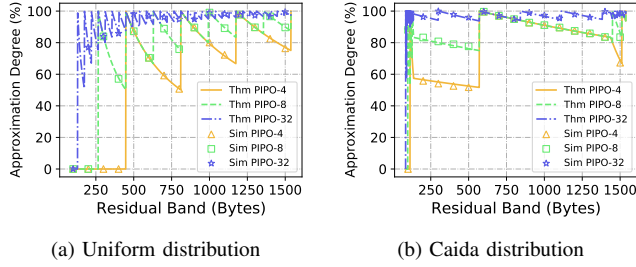 Approximation Degree (%)
100
80
60
40
20
0
Thm PIPO-4
Thm PIPO-8
Thm PIPO-32
Sim PIPO-4
Sim PIPO-8
Sim PIPO-32
250 500 750 1000 1250 1500
Residual Band (Bytes)
(a) Uniform distribution
Approximation Degree (%)
100
80
60
40
20
0
Thm PIPO-4
Thm PIPO-8
Thm PIPO-32
Sim PIPO-4
Sim PIPO-8
Sim PIPO-32
250 500 750 1000 1250 1500
Residual Band (Bytes)
(b) Caida distribution